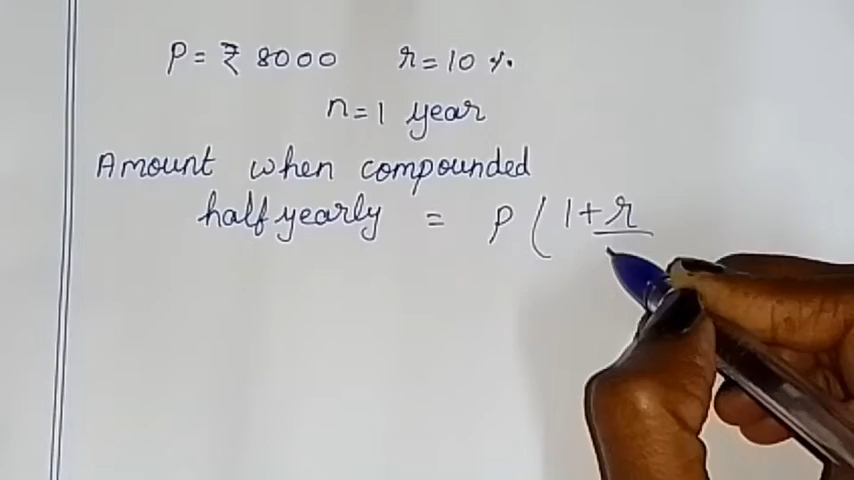 P = ₹ 8000 r = 10 %.
n = 1 year
Amount when compounded
half yearly = P ( 1 + r